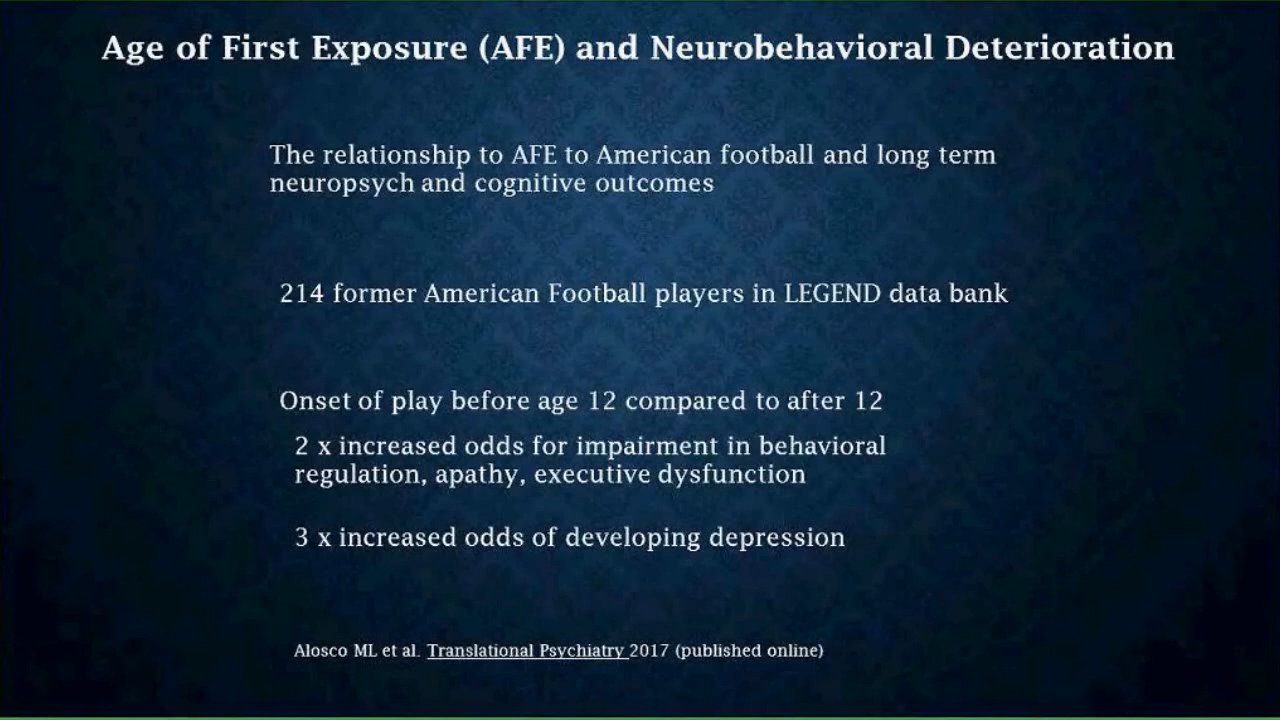 Age of First Exposure (AFE) and Neurobehavioral Deterioration
The relationship to AFE to American football and long term
neuropsych and cognitive outcomes
214 former American Football players in LEGEND data bank
Onset of play before age 12 compared to after 12
2 x increased odds for impairment in behavioral
regulation, apathy, executive dysfunction
3 x increased odds of developing depression
Alosco ML et al. Translational Psychiatry 2017 (published online)